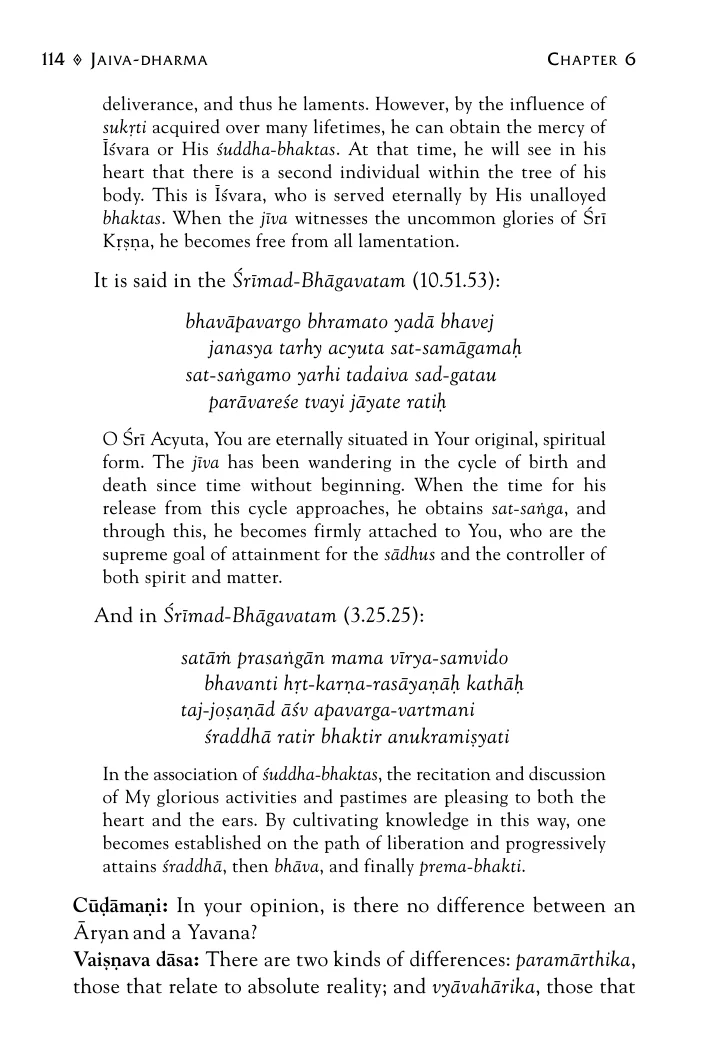 114 ◈ Jaiva-dharma Chapter 6
deliverance, and thus he laments. However, by the influence of
sukṛti acquired over many lifetimes, he can obtain the mercy of
Īśvara or His śuddha-bhaktas. At that time, he will see in his
heart that there is a second individual within the tree of his
body. This is Īśvara, who is served eternally by His unalloyed
bhaktas. When the jīva witnesses the uncommon glories of Śrī
Kṛṣṇa, he becomes free from all lamentation.
It is said in the Śrīmad-Bhāgavatam (10.51.53):
bhavāpavargo bhramato yadā bhavej
janasya tarhy acyuta sat-samāgamaḥ
sat-saṅgamo yarhi tadaiva sad-gatau
parāvareśe tvayi jāyate ratiḥ
O Śrī Acyuta, You are eternally situated in Your original, spiritual
form. The jīva has been wandering in the cycle of birth and
death since time without beginning. When the time for his
release from this cycle approaches, he obtains sat-saṅga, and
through this, he becomes firmly attached to You, who are the
supreme goal of attainment for the sādhus and the controller of
both spirit and matter.
And in Śrīmad-Bhāgavatam (3.25.25):
satāṁ prasaṅgān mama vīrya-samvido
bhavanti hṛt-karṇa-rasāyaṇāḥ kathāḥ
taj-joṣaṇād āśv apavarga-vartmani
śraddhā ratir bhaktir anukramiṣyati
In the association of śuddha-bhaktas, the recitation and discussion
of My glorious activities and pastimes are pleasing to both the
heart and the ears. By cultivating knowledge in this way, one
becomes established on the path of liberation and progressively
attains śraddhā, then bhāva, and finally prema-bhakti.
Cūḍāmaṇi: In your opinion, is there no difference between an
Āryan and a Yavana?
Vaiṣṇava dāsa: There are two kinds of differences: paramārthika,
those that relate to absolute reality; and vyāvahārika, those that